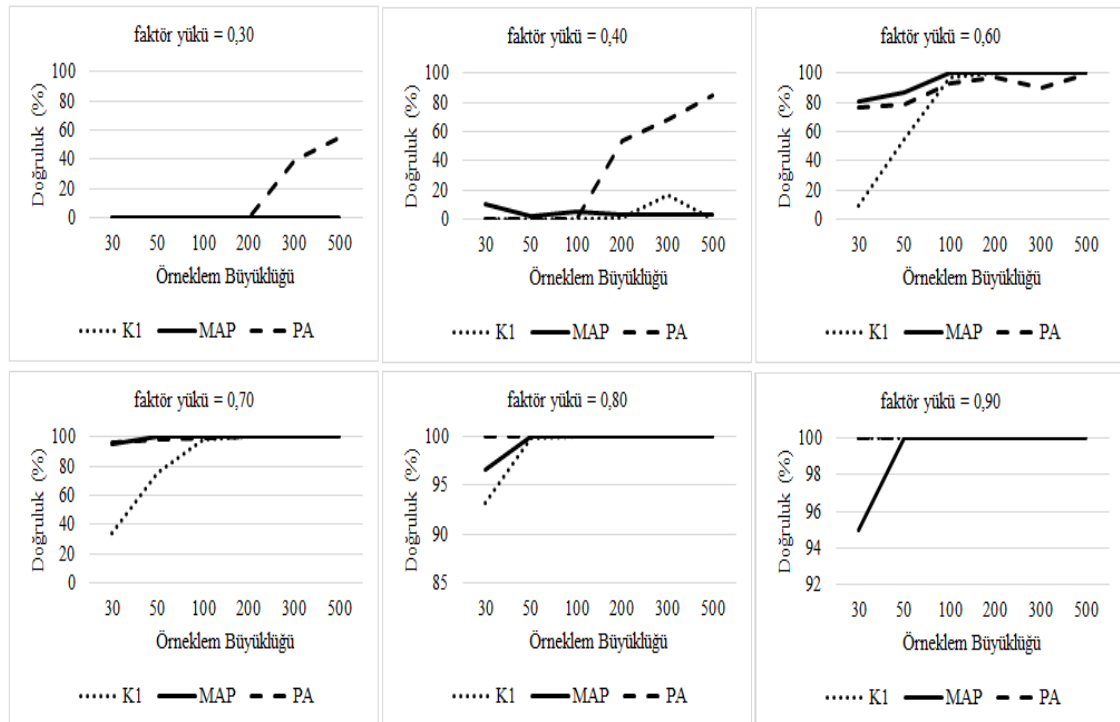 faktör yükü = 0,30
Doğruluk (%)
100
80
60
40
20
0
30 50 100 200 300 500
Örneklem Büyüklüğü
K1 MAP PA
faktör yükü = 0,40
Doğruluk (%)
100
80
60
40
20
0
30 50 100 200 300 500
Örneklem Büyüklüğü
K1 MAP PA
faktör yükü = 0,60
Doğruluk (%)
100
80
60
40
20
0
30 50 100 200 300 500
Örneklem Büyüklüğü
K1 MAP PA
faktör yükü = 0,70
Doğruluk (%)
100
80
60
40
20
0
30 50 100 200 300 500
Örneklem Büyüklüğü
K1 MAP PA
faktör yükü = 0,80
Doğruluk (%)
100
95
90
85
30 50 100 200 300 500
Örneklem Büyüklüğü
K1 MAP PA
faktör yükü = 0,90
Doğruluk (%)
100
98
96
94
92
30 50 100 200 300 500
Örneklem Büyüklüğü
K1 MAP PA